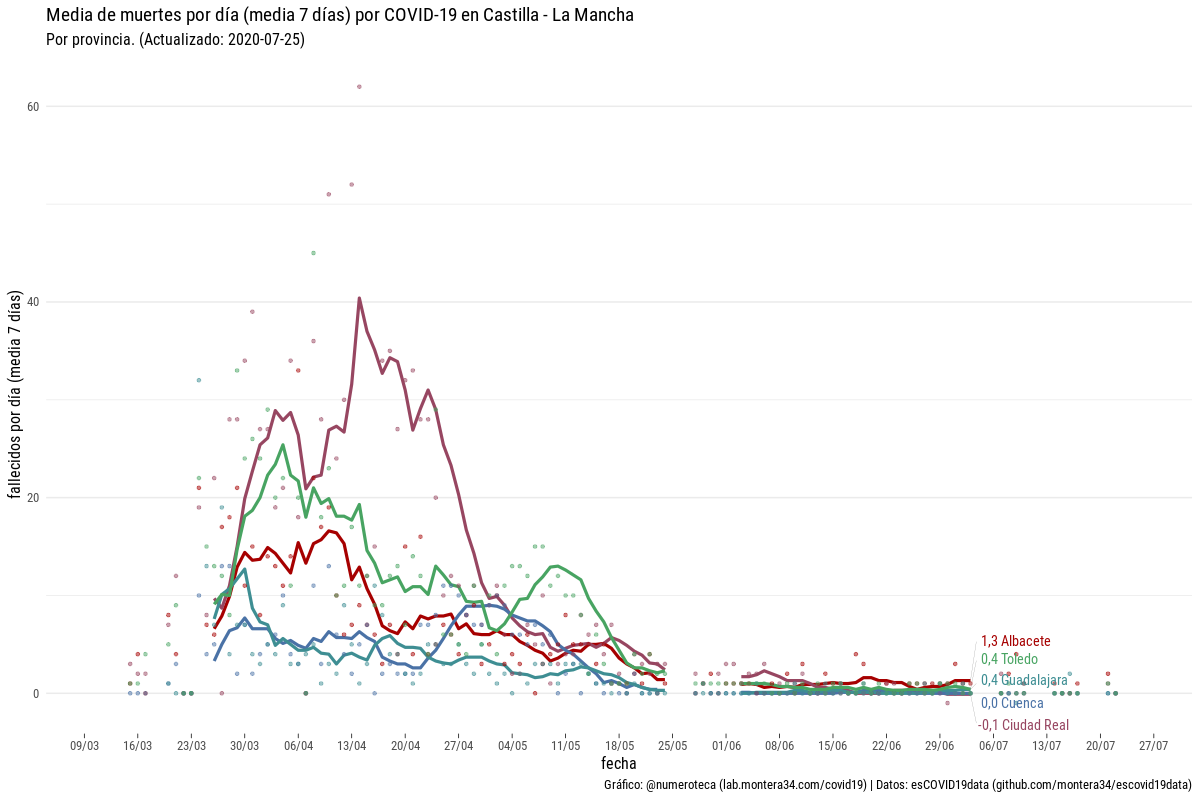 Media de muertes por día (media 7 días) por COVID-19 en Castilla - La Mancha
Por provincia. (Actualizado: 2020-07-25)
fallecidos por día (media 7 días)
60
40
20
0
1,3 Albacete
0,4 Toledo
0,4 Guadalajara
0,0 Cuenca
-0,1 Ciudad Real
09/03 16/03 23/03 30/03 06/04 13/04 20/04 27/04 04/05 11/05 18/05 25/05 01/06 08/06 15/06 22/06 29/06 06/07 13/07 20/07 27/07
fecha
Gráfico: @numeroteca (lab.montera34.com/covid19) | Datos: esCOVID19data (github.com/montera34/escovid19data)